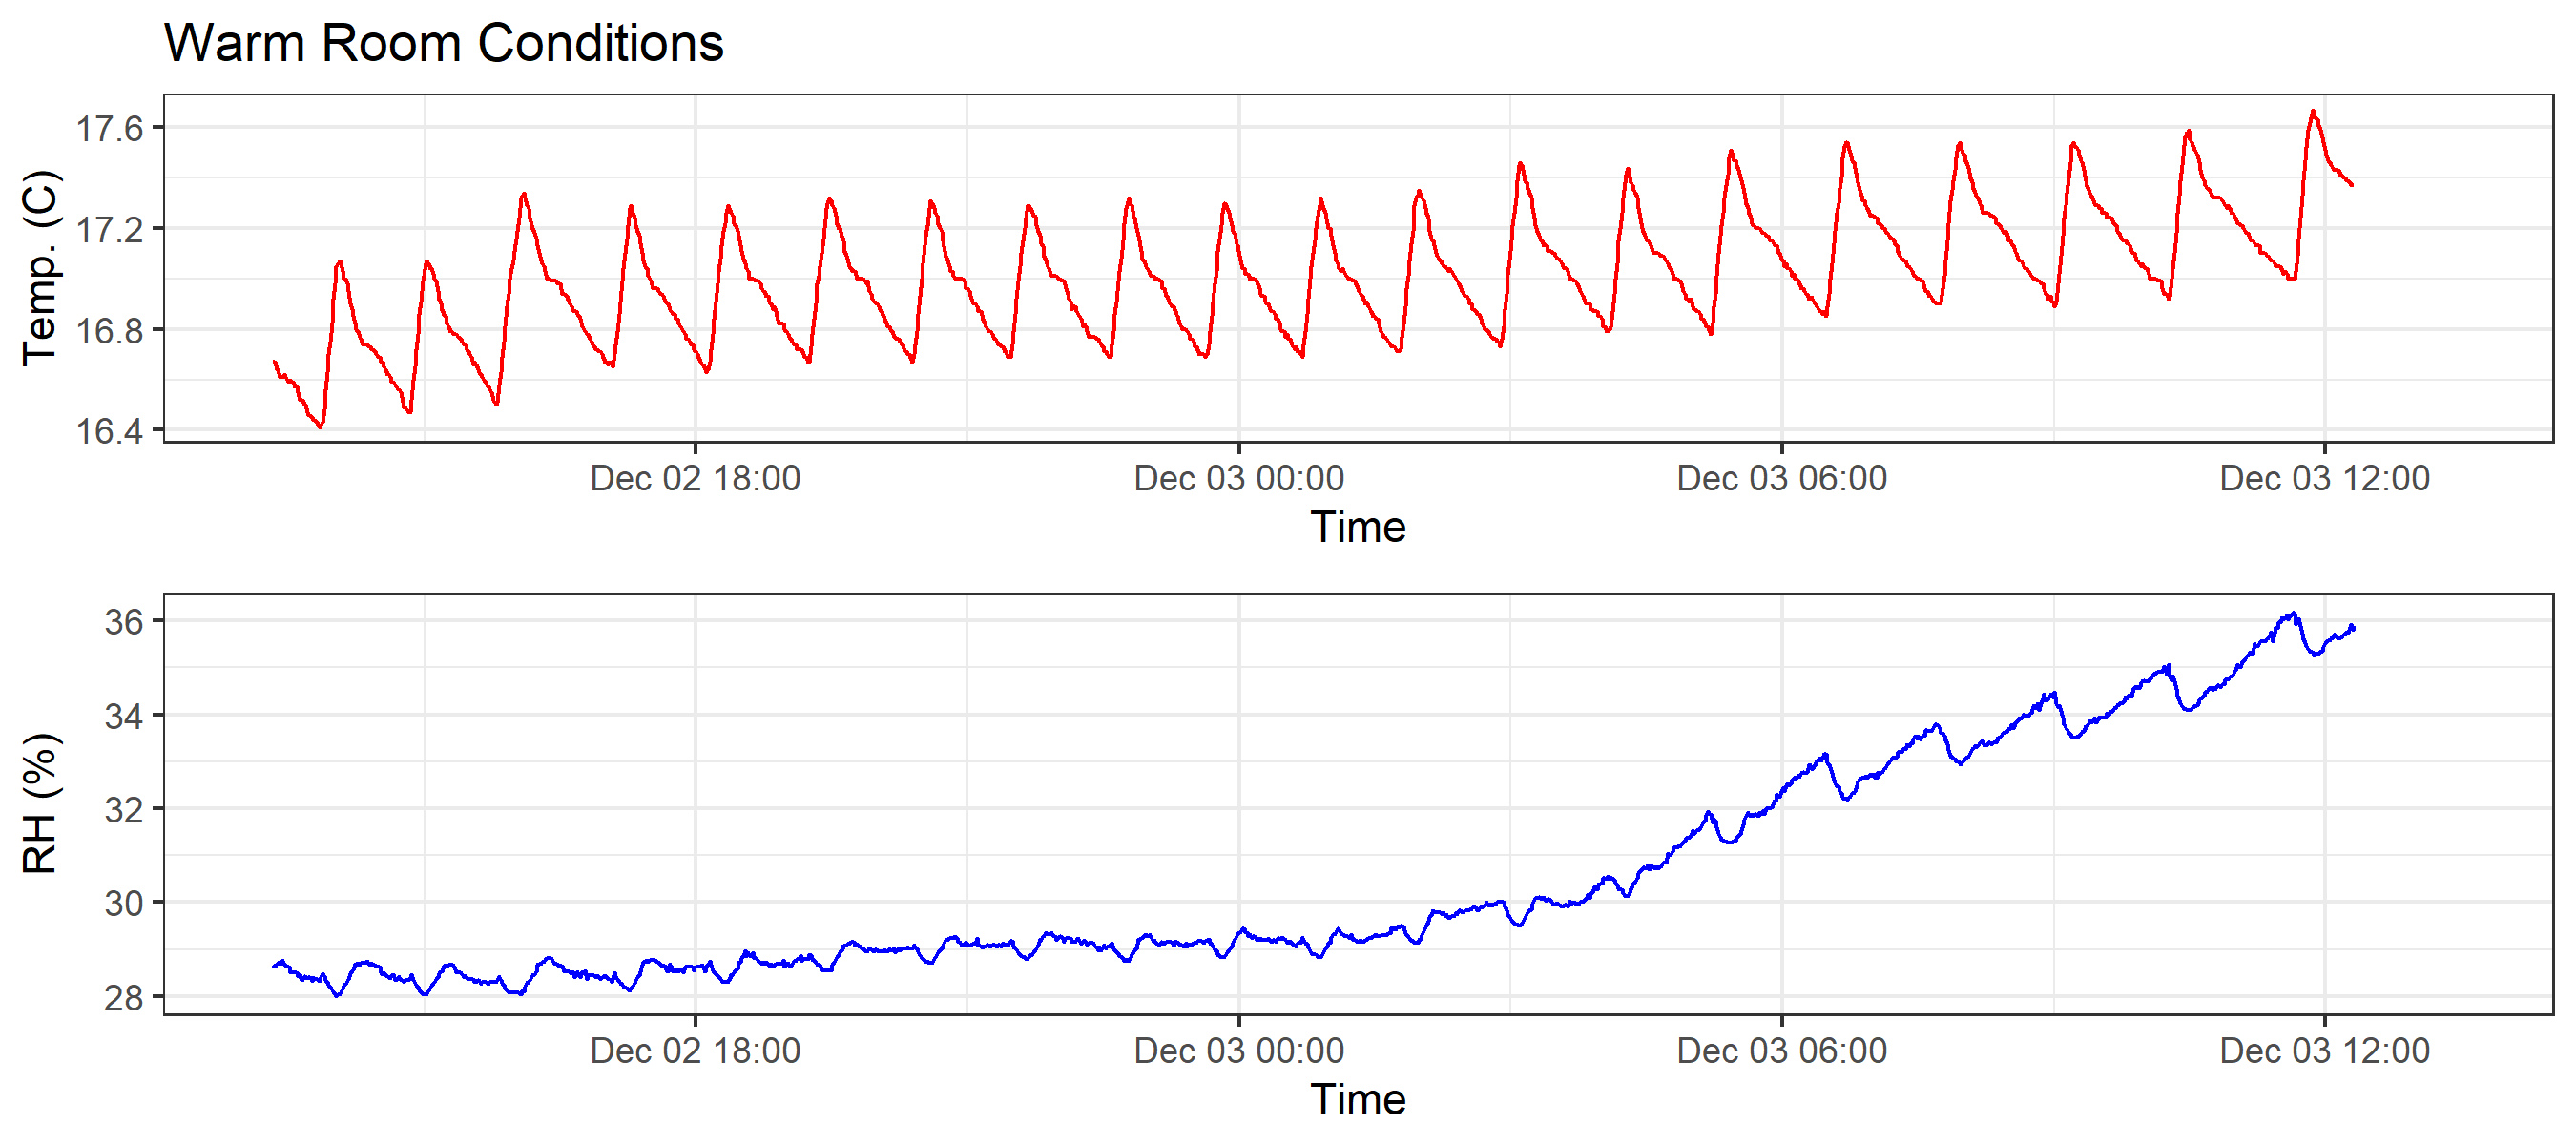 Warm Room Conditions
Temp. (C)
17.6
17.2
16.8
16.4
Dec 02 18:00 Dec 03 00:00 Dec 03 06:00 Dec 03 12:00
Time
RH (%)
36
34
32
30
28
Dec 02 18:00 Dec 03 00:00 Dec 03 06:00 Dec 03 12:00
Time